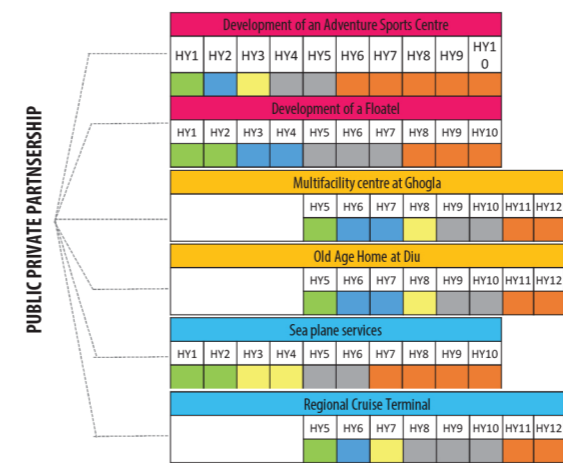 PUBLIC PRIVATE PARTNSERSHIP
Development of an Adventure Sports Centre
HY1 HY2 HY3 HY4 HY5 HY6 HY7 HY8 HY9 HY10
Development of a Floatel
HY1 HY2 HY3 HY4 HY5 HY6 HY7 HY8 HY9 HY10
Multifacility centre at Ghogla
HY5 HY6 HY7 HY8 HY9 HY10 HY11 HY12
Old Age Home at Diu
HY5 HY6 HY7 HY8 HY9 HY10 HY11 HY12
Sea plane services
HY1 HY2 HY3 HY4 HY5 HY6 HY7 HY8 HY9 HY10
Regional Cruise Terminal
HY5 HY6 HY7 HY8 HY9 HY10 HY11 HY12